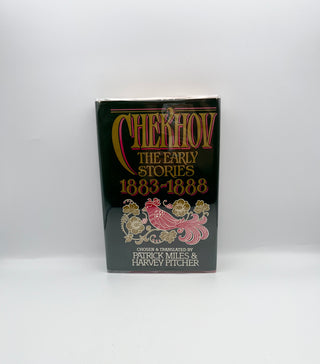 CHEKHOV
THE EARLY
STORIES
1883-1888
CHOSEN & TRANSLATED BY
PATRICK MILES &
HARVEY PITCHER